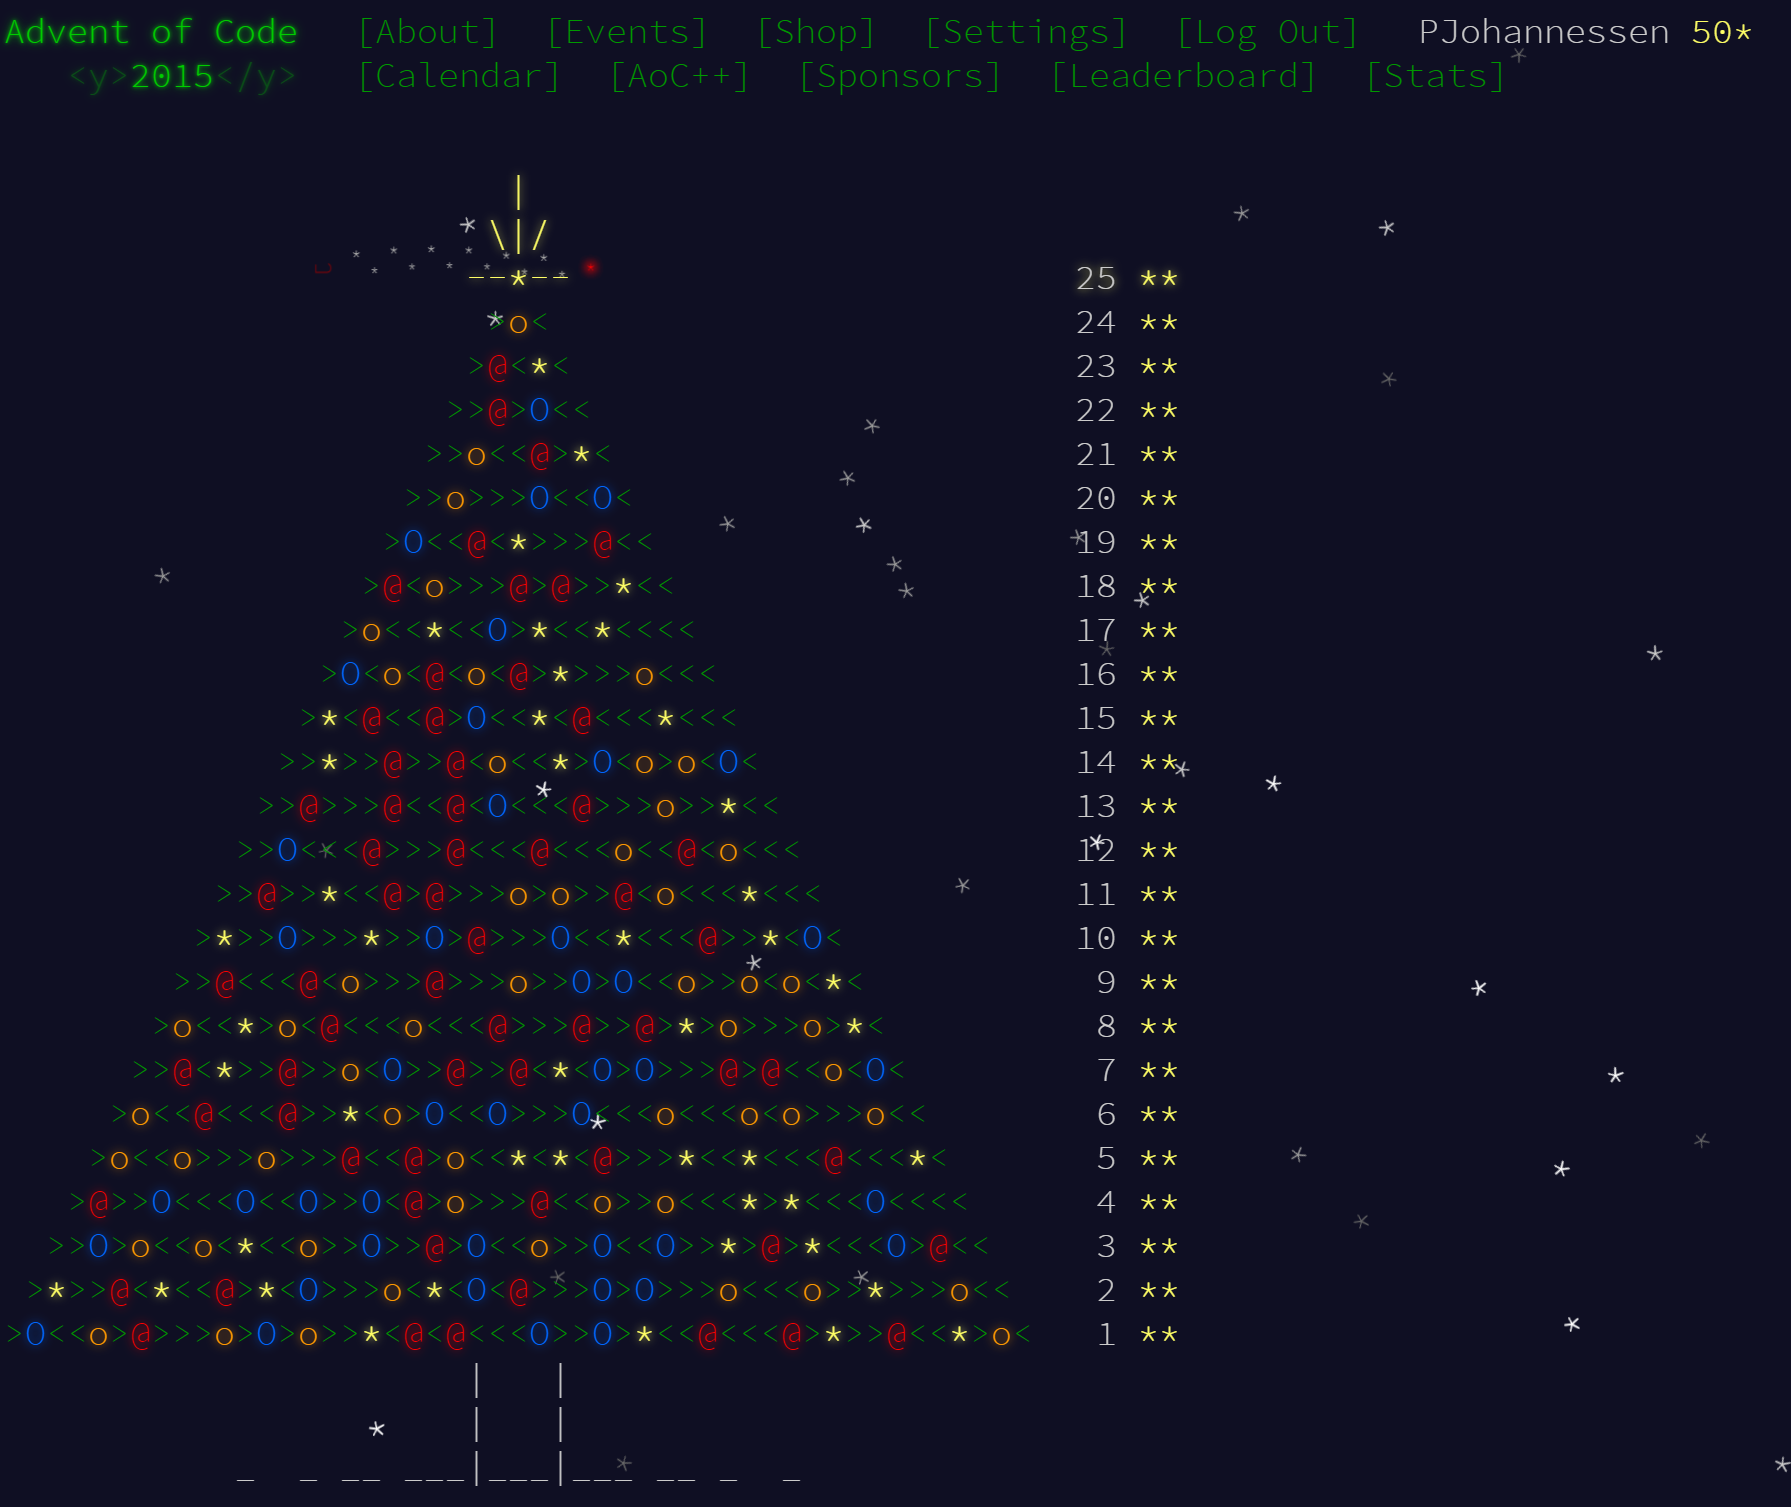 Advent of Code [About] [Events] [Shop] [Settings] [Log Out] PJohannessen 50*
<y>2015</y> [Calendar] [AoC++] [Sponsors] [Leaderboard] [Stats]
|
\|/
--*-- 25 **
>o< 24 **
>@<*< 23 **
>>@>O<< 22 **
>>o<<@>*< 21 **
>>o>>>O<<O< 20 **
>O<<@<*>>>@<< 19 **
>@<o>>>@>@>>*<< 18 **
>o<<*<<O>*<<*<<<< 17 **
>O<o<@<o<@>*>>>o<<< 16 **
>*<@<<@>O<<*<@<<<*<<< 15 **
>>*>>@>>@<o<<*>O<o>o<O< 14 **
>>@>>>@<<@<O<<<@>>>o>>*<< 13 **
>>O<<<@>>>@<<<@<<<o<<@<o<<< 12 **
>>@>>*<<@>@>>>o>o>>@<o<<<*<<< 11 **
>*>>O>>>*>>O>@>>>O<<*<<<@>>*<O< 10 **
>>@<<<@<o>>>@>>>o>>O>O<<o>>o<o<*< 9 **
>o<<*>o<@<<<o<<<@>>>@>>@>*>o>>>o>*< 8 **
>>@<*>>@>>o<O>>@>>@<*<O>O>>>@>@<<o<O< 7 **
>o<<@<<<@>>*<o>O<<O>>>O<<<o<<<o<o>>>o<< 6 **
>o<<o>>>o>>>@<<@>o<<*<*<@>>>*<<*<<<@<<<*< 5 **
>@>>O<<<O<<O>>O<@>o>>>@<<o>>o<<<*>*<<<O<<<< 4 **
>>O>o<<o<*<<o>>O>>@>O<<o>>O<<O>>*>@>*<<<O>@<< 3 **
>*>>@<*<<@>*<O>>>o<*<O<@>>>O>O>>>o<<<o>>*>>>o<< 2 **
>O<<o>@>>>o>O>o>>*<@<@<<<O>>O>*<<@<<<@>*>>@<<*>o< 1 **
|   |
|   |
_  _ __ ___|___|___ __ _  _